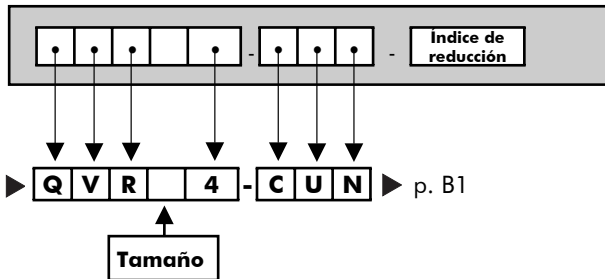 - - Índice de
reducción
Q V R 4 - C U N p. B1
Tamaño